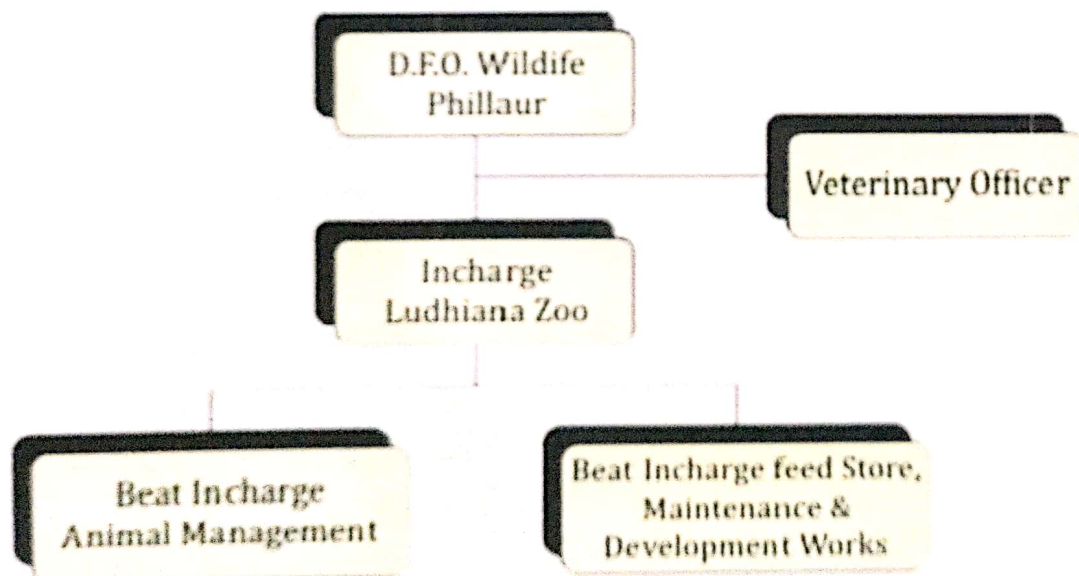 D.F.O. Wildife
Phillaur
Veterinary Officer
Incharge
Ludhiana Zoo
Beat Incharge
Animal Management
Beat Incharge feed Store,
Maintenance &
Development Works